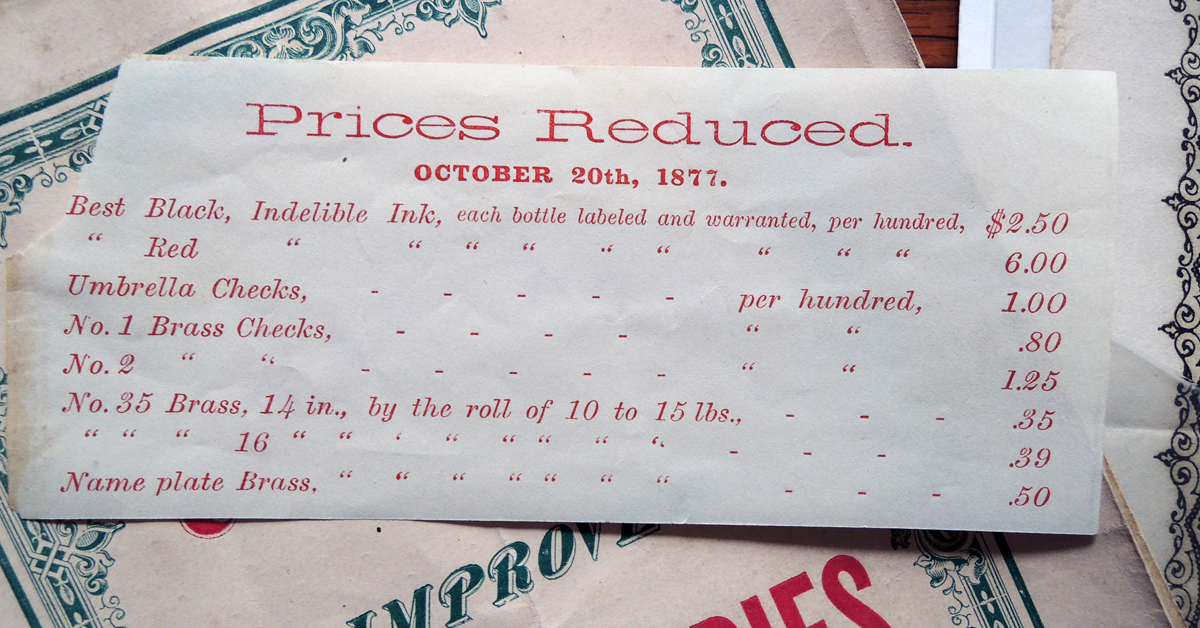 Prices Reduced.
OCTOBER 20th, 1877.
Best Black, Indelible Ink, each bottle labeled and warranted, per hundred, $2.50
“ Red “ “ “ “ “ “ “ “ “ 6.00
Umbrella Checks, - - - - - per hundred, 1.00
No. 1 Brass Checks, - - - - “ “ .80
No. 2 “ “ - - - - - “ “ 1.25
No. 35 Brass, 14 in., by the roll of 10 to 15 lbs., - - - .35
“ “ “ 16 “ “ ‘ “ “ “ “ “ - - - .39
Name plate Brass, “ “ “ “ “ “ “ - - - .50